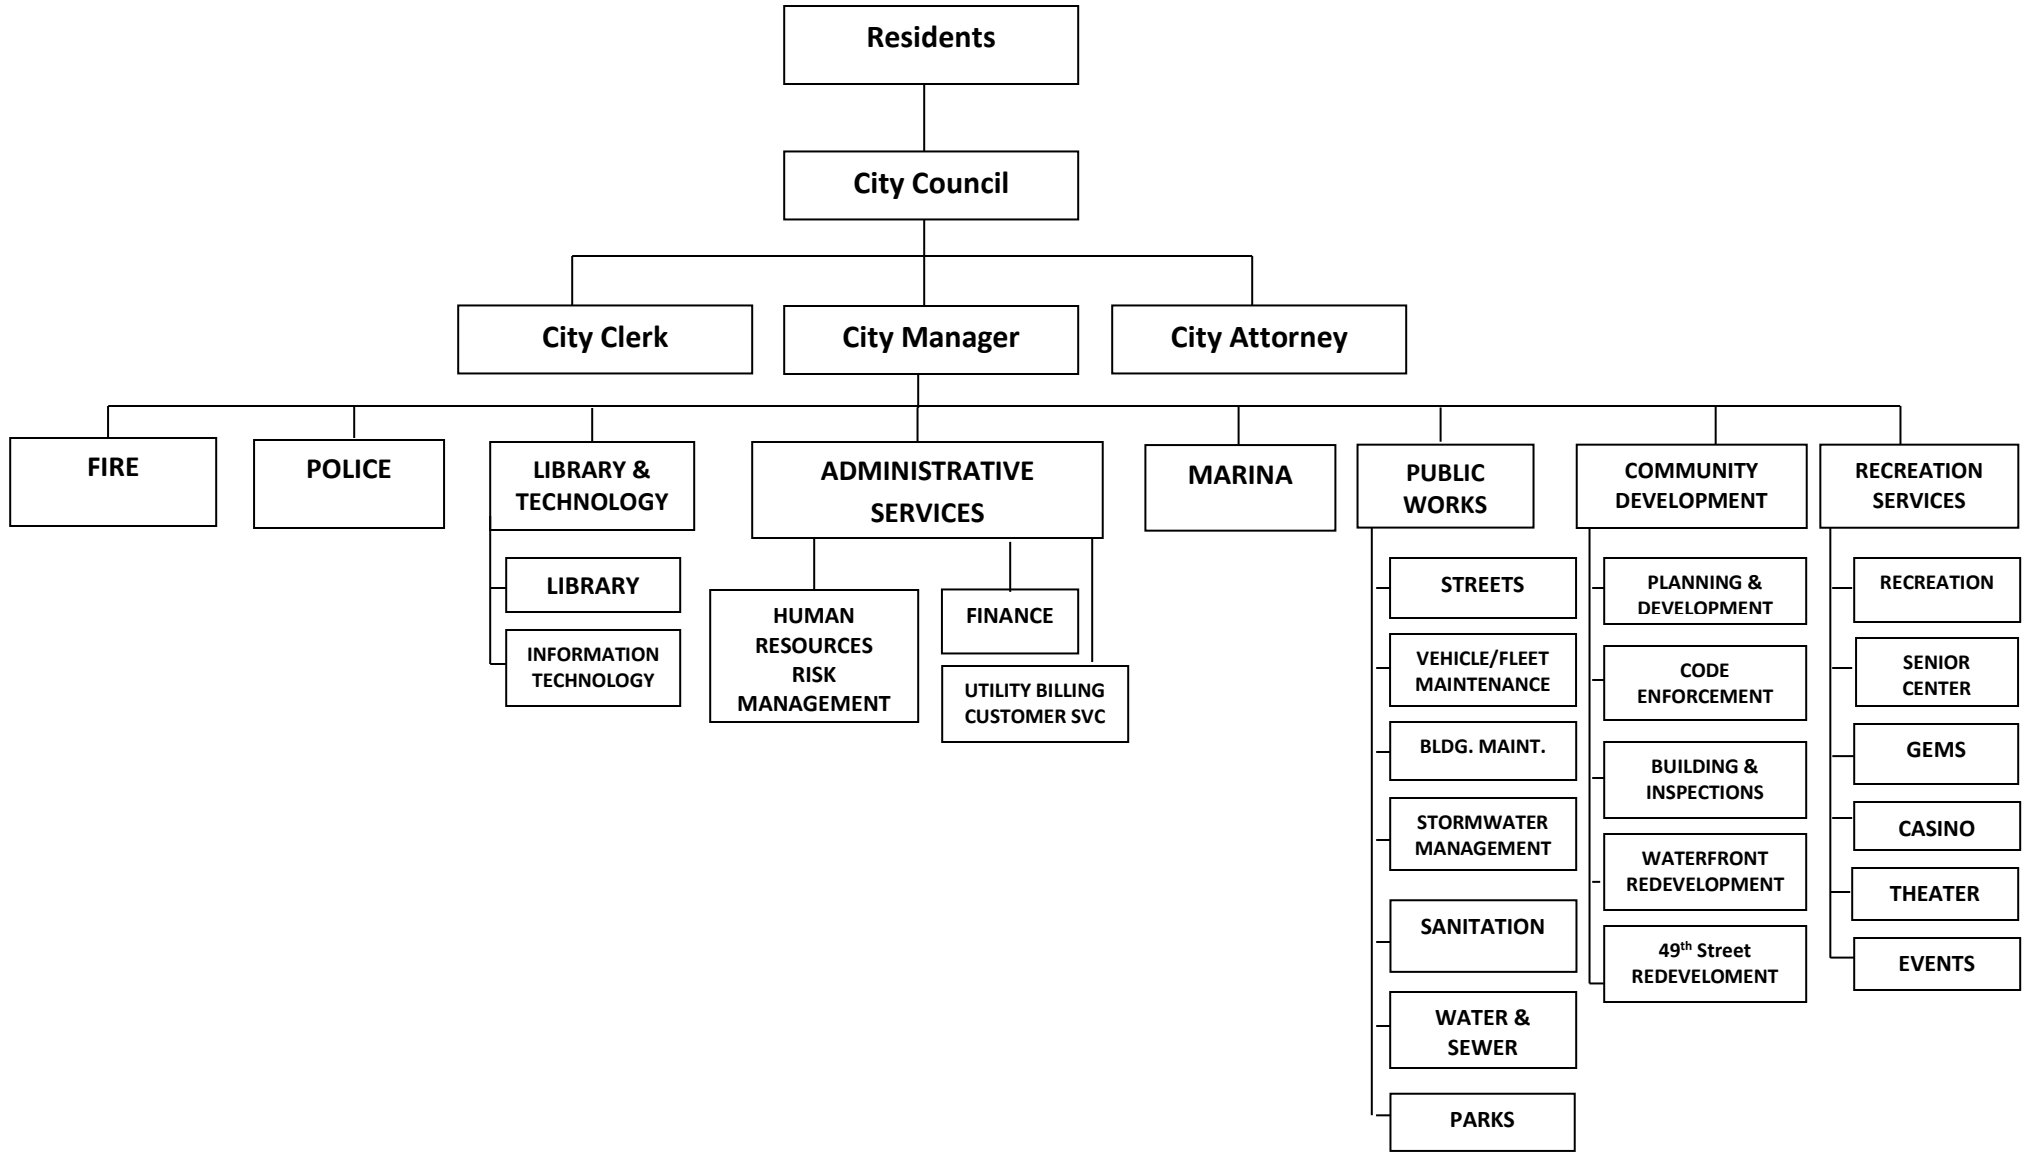 Residents
City Council
City Clerk
City Manager
City Attorney
FIRE
POLICE
LIBRARY &
TECHNOLOGY
LIBRARY
INFORMATION
TECHNOLOGY
ADMINISTRATIVE
SERVICES
HUMAN
RESOURCES
RISK
MANAGEMENT
FINANCE
UTILITY BILLING
CUSTOMER SVC
MARINA
PUBLIC
WORKS
STREETS
VEHICLE/FLEET
MAINTENANCE
BLDG. MAINT.
STORMWATER
MANAGEMENT
SANITATION
WATER &
SEWER
PARKS
COMMUNITY
DEVELOPMENT
PLANNING &
DEVELOPMENT
CODE
ENFORCEMENT
BUILDING &
INSPECTIONS
WATERFRONT
REDEVELOPMENT
49th Street
REDEVELOMENT
RECREATION
SERVICES
RECREATION
SENIOR
CENTER
GEMS
CASINO
THEATER
EVENTS